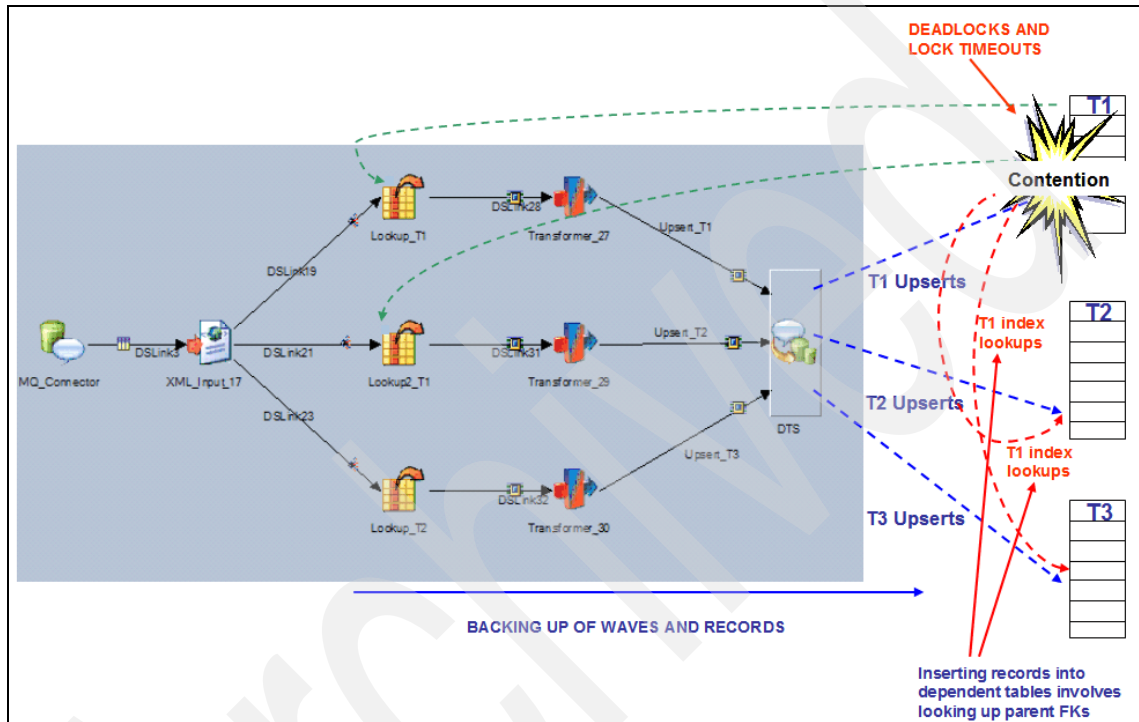 DEADLOCKS AND
LOCK TIMEOUTS
T1
Contention
Lookup_T1
DSLink28
Transformer_27
Upsert_T1
DSLink19
T1 Upserts
MQ_Connector
DSLink3
XML_Input_17
DSLink21
Lookup2_T1
DSLink31
Transformer_29
Upsert_T2
DTS
T2 Upserts
T1 index
lookups
T2
DSLink23
Lookup_T2
DSLink32
Transformer_30
Upsert_T3
T3 Upserts
T1 index
lookups
T3
BACKING UP OF WAVES AND RECORDS
Inserting records into
dependent tables involves
looking up parent FKs
Archived